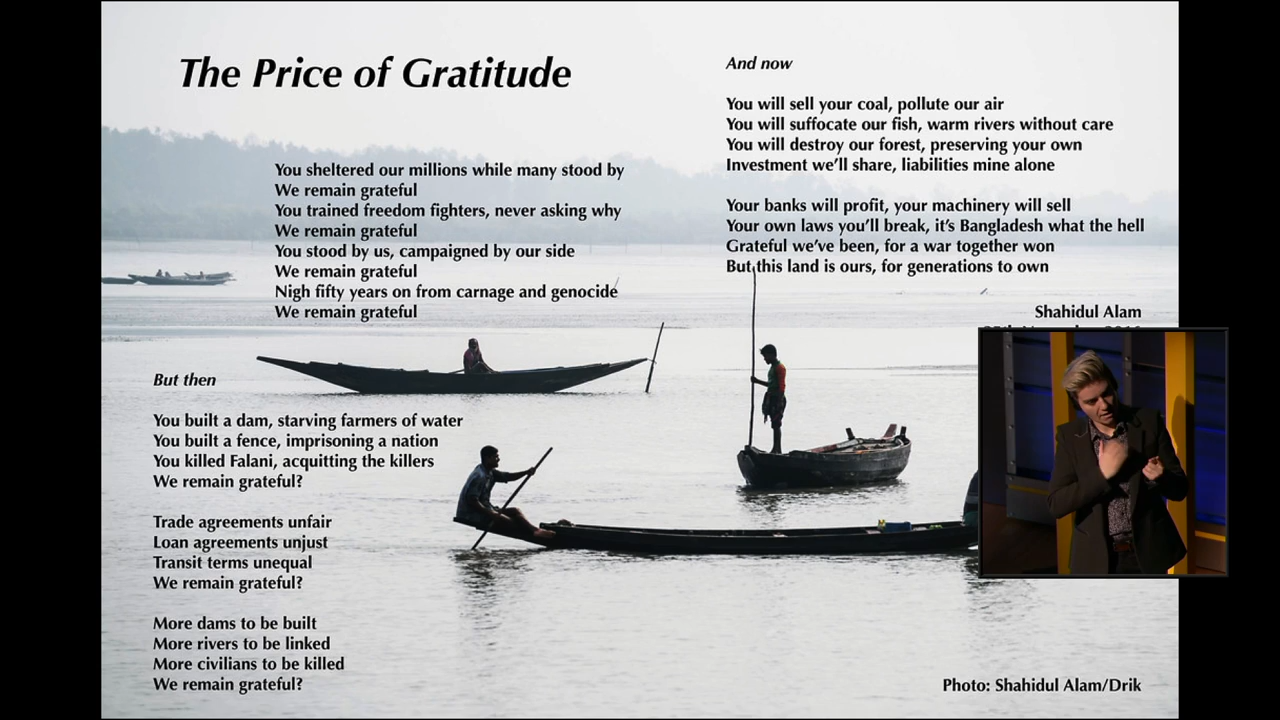 The Price of Gratitude
You sheltered our millions while many stood by
We remain grateful
You trained freedom fighters, never asking why
We remain grateful
You stood by us, campaigned by our side
We remain grateful
Nigh fifty years on from carnage and genocide
We remain grateful
But then
You built a dam, starving farmers of water
You built a fence, imprisoning a nation
You killed Falani, acquitting the killers
We remain grateful?
Trade agreements unfair
Loan agreements unjust
Transit terms unequal
We remain grateful?
More dams to be built
More rivers to be linked
More civilians to be killed
We remain grateful?
And now
You will sell your coal, pollute our air
You will suffocate our fish, warm rivers without care
You will destroy our forest, preserving your own
Investment we'll share, liabilities mine alone
Your banks will profit, your machinery will sell
Your own laws you'll break, it's Bangladesh what the hell
Grateful we've been, for a war together won
But this land is ours, for generations to own
Shahidul Alam
Photo: Shahidul Alam/Drik